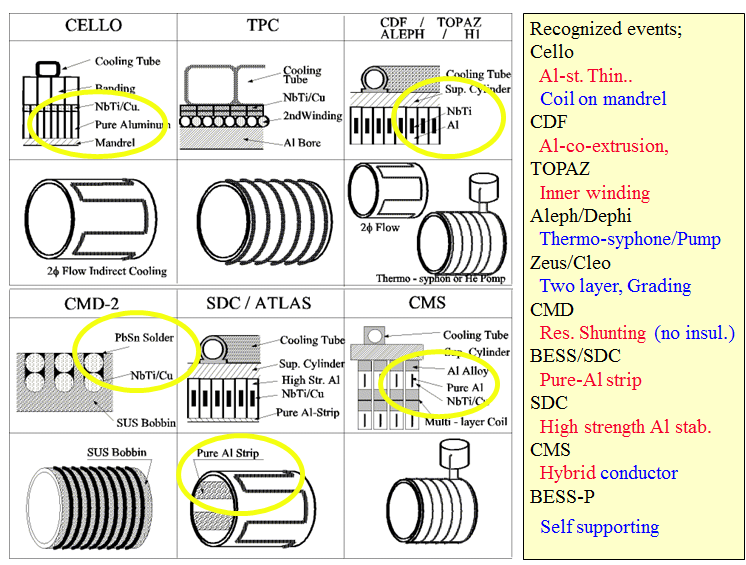 CELLO
Cooling Tube
Banding
NbTi/Cu.
Pure Aluminum
Mandrel
2ϕ Flow Indirect Cooling
TPC
Cooling
Tube
NbTi/Cu
2ndWinding
Al Bore
CDF / TOPAZ
ALEPH / H1
Cooling Tube
Sup. Cylinder
NbTi
Al
2ϕ Flow
Thermo-syphon or He Pomp
CMD-2
PbSn Solder
NbTi/Cu
SUS Bobbin
SUS Bobbin
SDC / ATLAS
Cooling Tube
Sup. Cylinder
High Str. Al
NbTi/Cu
Pure Al-Strip
Pure Al Strip
CMS
Cooling Tube
Sup. Cylinder
Al Alloy
Pure Al
NbTi/Cu
Multi - layer Coil
Recognized events;
Cello
Al-st. Thin..
Coil on mandrel
CDF
Al-co-extrusion,
TOPAZ
Inner winding
Aleph/Dephi
Thermo-syphone/Pump
Zeus/Cleo
Two layer, Grading
CMD
Res. Shunting (no insul.)
BESS/SDC
Pure-Al strip
SDC
High strength Al stab.
CMS
Hybrid conductor
BESS-P
Self supporting